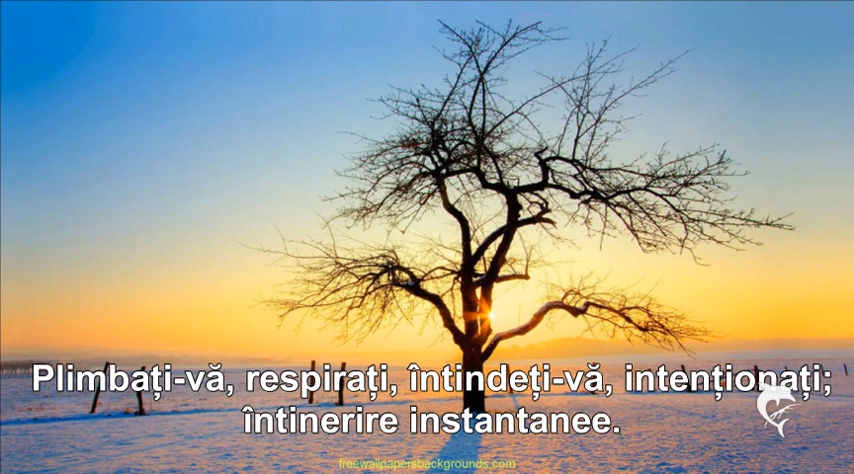 Plimbați-vă, respirați, întindeți-vă, intenționați;
întinerire instantanee.
freewallpapersbackgrounds.com